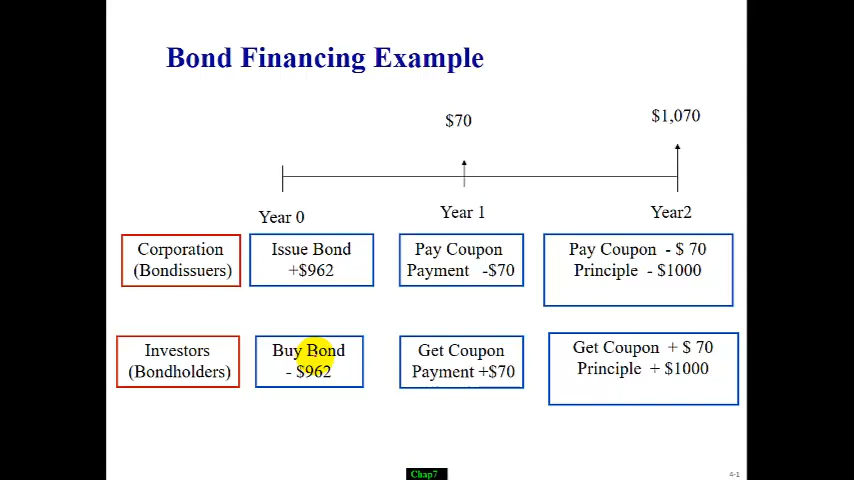 Bond Financing Example
$70
$1,070
Year 0
Year 1
Year2
Corporation
(Bondissuers)
Issue Bond
+$962
Pay Coupon
Payment -$70
Pay Coupon - $ 70
Principle - $1000
Investors
(Bondholders)
Buy Bond
- $962
Get Coupon
Payment +$70
Get Coupon + $ 70
Principle + $1000
Chap7
4-1